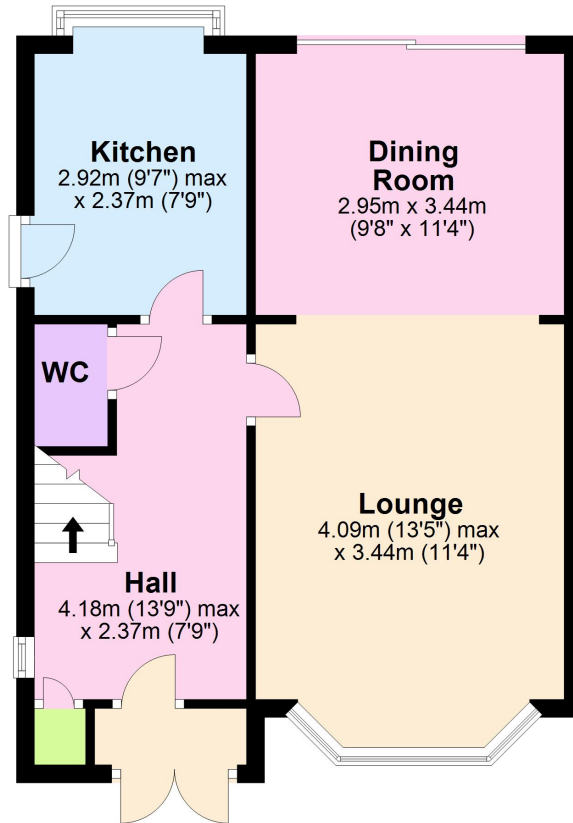 Kitchen
2.92m (9'7") max
x 2.37m (7'9")
Dining
Room
2.95m x 3.44m
(9'8" x 11'4")
WC
Lounge
4.09m (13'5") max
x 3.44m (11'4")
Hall
4.18m (13'9") max
x 2.37m (7'9")